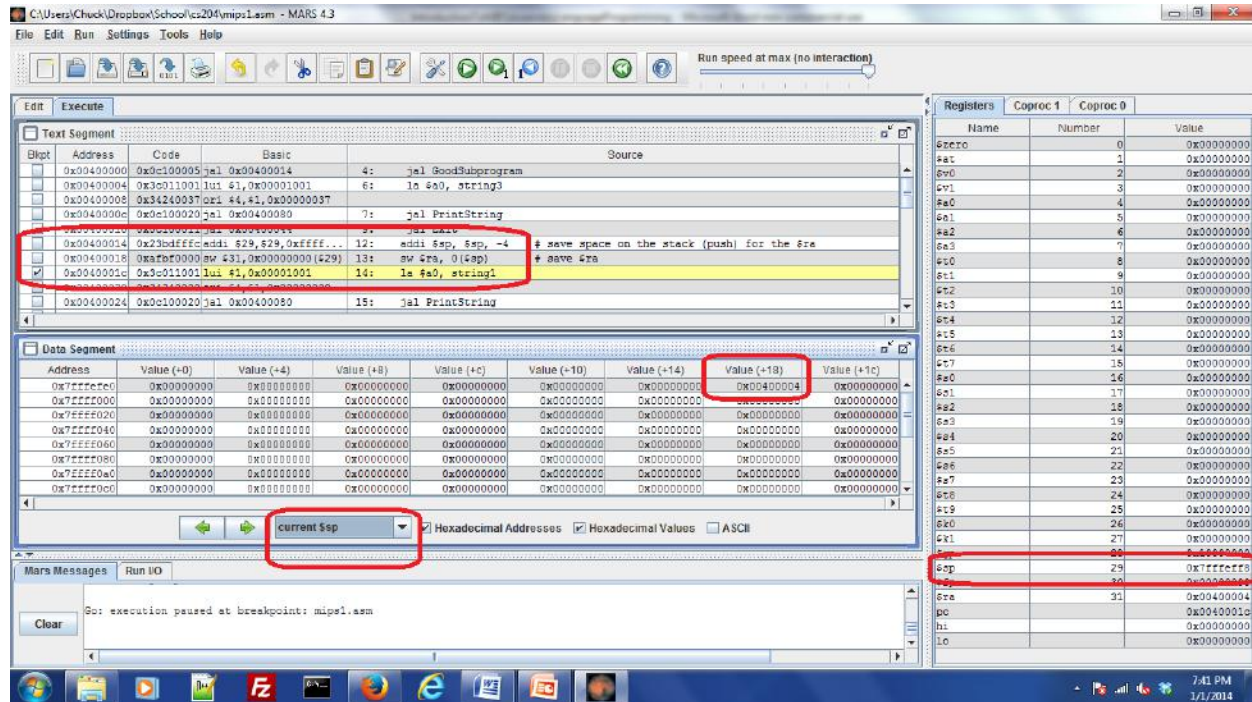 C:\Users\Chuck\Dropbox\School\cs204\mips1.asm - MARS 4.3
File Edit Run Settings Tools Help
Run speed at max (no interaction)
Edit Execute
Text Segment
Bkpt Address Code Basic Source
0x00400000 0x0c100005 jal 0x00400014 4: jal GoodSubprogram
0x00400004 0x3c011001 lui $1,0x00001001 6: la $a0, string3
0x00400008 0x34240037 ori $4,$1,0x00000037
0x0040000c 0x0c100020 jal 0x00400080 7: jal PrintString
jal Exit
0x00400014 0x23bdfffc addi $29,$29,0xffff... 12: addi $sp, $sp, -4 # save space on the stack (push) for the $ra
0x00400018 0xafbf0000 sw $31,0x00000000($29) 13: sw $ra, 0($sp) # save $ra
0x0040001c 0x3c011001 lui $1,0x00001001 14: la $a0, string1
0x00400024 0x0c100020 jal 0x00400080 15: jal PrintString
Data Segment
Address Value (+0) Value (+4) Value (+8) Value (+c) Value (+10) Value (+14) Value (+18) Value (+1c)
0x7fffefe0 0x00000000 0x00000000 0x00000000 0x00000000 0x00000000 0x00000000 0x00400004 0x00000000
0x7ffff000 0x00000000 0x00000000 0x00000000 0x00000000 0x00000000 0x00000000 0x00000000 0x00000000
0x7ffff020 0x00000000 0x00000000 0x00000000 0x00000000 0x00000000 0x00000000 0x00000000 0x00000000
0x7ffff040 0x00000000 0x00000000 0x00000000 0x00000000 0x00000000 0x00000000 0x00000000 0x00000000
0x7ffff060 0x00000000 0x00000000 0x00000000 0x00000000 0x00000000 0x00000000 0x00000000 0x00000000
0x7ffff080 0x00000000 0x00000000 0x00000000 0x00000000 0x00000000 0x00000000 0x00000000 0x00000000
0x7ffff0a0 0x00000000 0x00000000 0x00000000 0x00000000 0x00000000 0x00000000 0x00000000 0x00000000
0x7ffff0c0 0x00000000 0x00000000 0x00000000 0x00000000 0x00000000 0x00000000 0x00000000 0x00000000
current $sp Hexadecimal Addresses Hexadecimal Values ASCII
Mars Messages Run I/O
Go: execution paused at breakpoint: mips1.asm
Clear
Registers Coproc 1 Coproc 0
Name Number Value
$zero 0 0x00000000
$at 1 0x00000000
$v0 2 0x00000000
$v1 3 0x00000000
$a0 4 0x00000000
$a1 5 0x00000000
$a2 6 0x00000000
$a3 7 0x00000000
$t0 8 0x00000000
$t1 9 0x00000000
$t2 10 0x00000000
$t3 11 0x00000000
$t4 12 0x00000000
$t5 13 0x00000000
$t6 14 0x00000000
$t7 15 0x00000000
$s0 16 0x00000000
$s1 17 0x00000000
$s2 18 0x00000000
$s3 19 0x00000000
$s4 20 0x00000000
$s5 21 0x00000000
$s6 22 0x00000000
$s7 23 0x00000000
$t8 24 0x00000000
$t9 25 0x00000000
$k0 26 0x00000000
$k1 27 0x00000000
28
$sp 29 0x7fffeff8
30
$ra 31 0x00400004
pc 0x0040001c
hi 0x00000000
lo 0x00000000
7:41 PM
1/1/2014